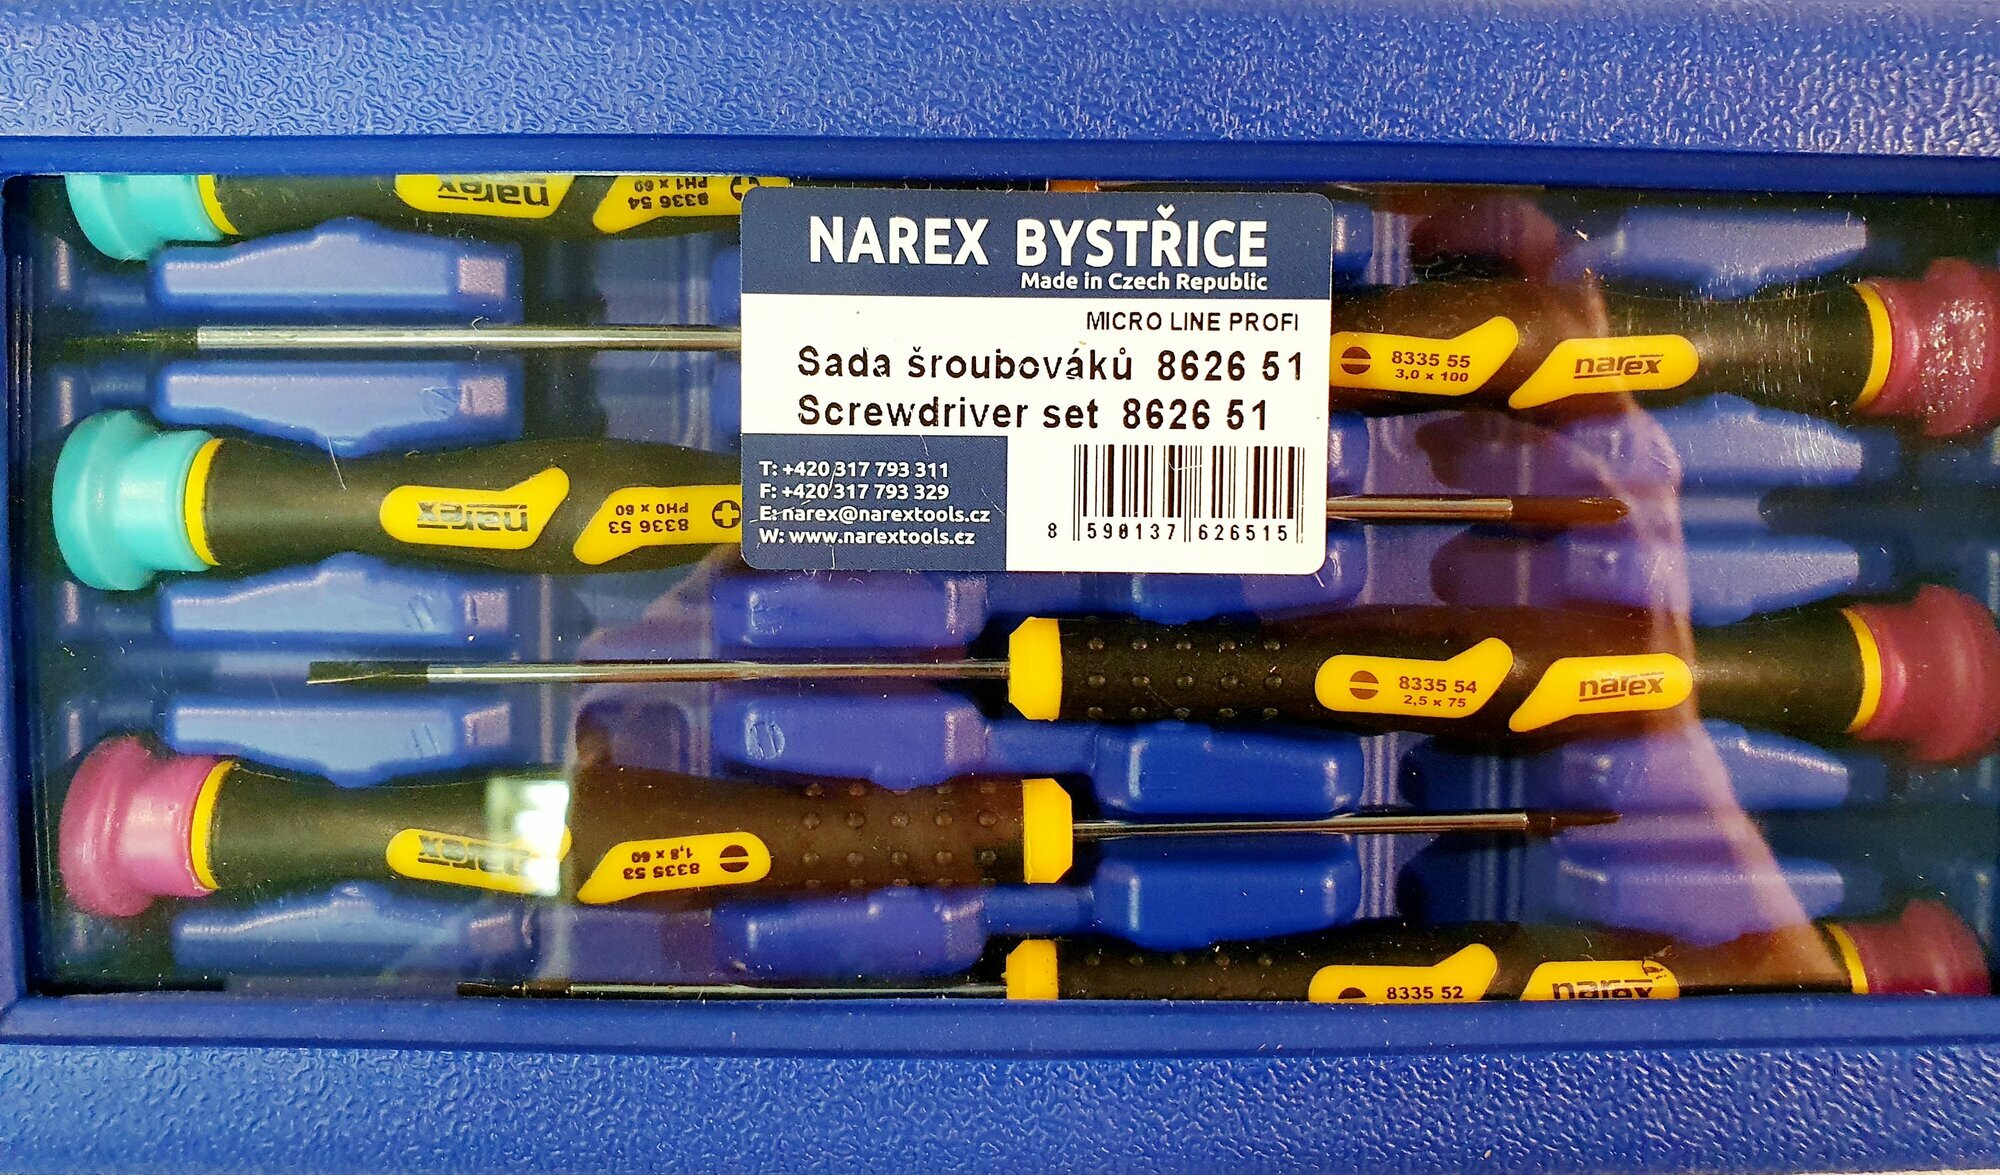 narex
8336 54
PH1 x 60
NAREX BYSTŘICE
Made in Czech Republic
MICRO LINE PROFI
Sada šroubováků 8626 51
Screwdriver set 8626 51
T: +420 317 793 311
F: +420 317 793 329
E: narex@narextools.cz
W: www.narextools.cz
8 590137 626515
8335 55
3,0 x 100
narex
narex
8336 53
PH0 x 60
8335 54
2,5 x 75
narex
narex
8335 53
1,8 x 60
8335 52
narex